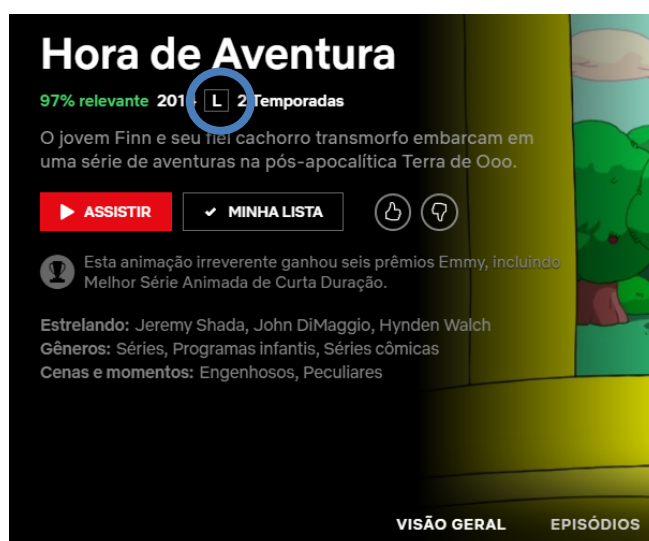 Hora de Aventura
97% relevante L 2 Temporadas
O jovem Finn e seu fiel cachorro transmorfo embarcam em
uma série de aventuras na pós-apocalítica Terra de Ooo.
ASSISTIR MINHA LISTA
Esta animação irreverente ganhou seis prêmios Emmy, incluindo
Melhor Série Animada de Curta Duração.
Estrelando: Jeremy Shada, John DiMaggio, Hynden Walch
Gêneros: Séries, Programas infantis, Séries cômicas
Cenas e momentos: Engenhosos, Peculiares
VISÃO GERAL EPISÓDIOS